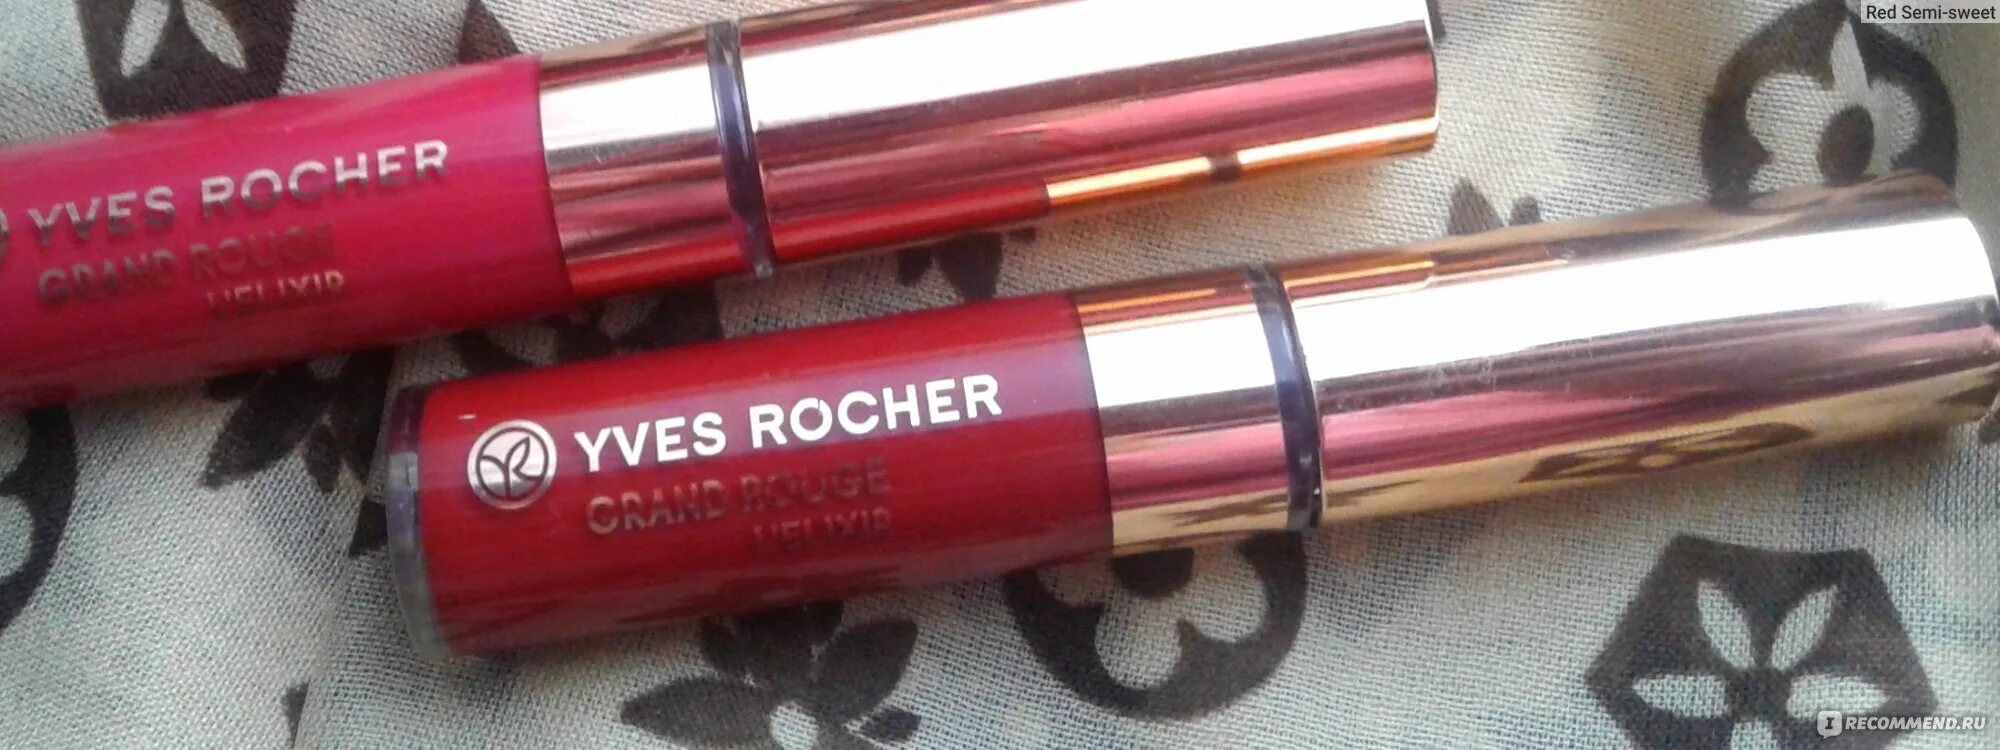 Red Semi-sweet
YVES ROCHER
GRAND ROUGE
L'ELIXIR
YVES ROCHER
GRAND ROUGE
L'ELIXIR
I RECOMMEND.RU